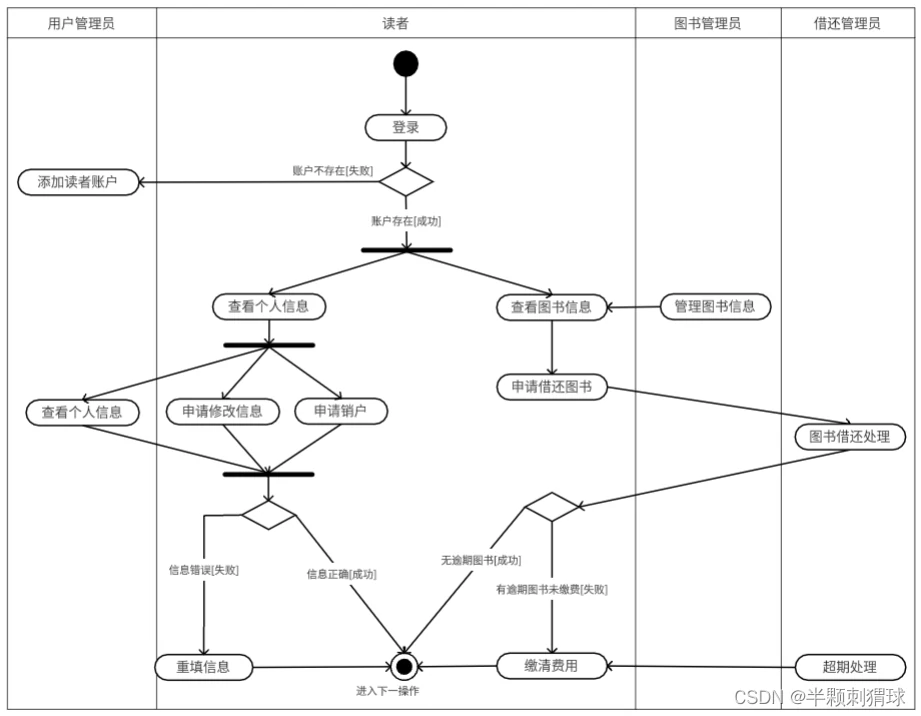 用户管理员
读者
图书管理员
借还管理员
登录
账户不存在[失败]
添加读者账户
账户存在[成功]
查看个人信息
查看图书信息
管理图书信息
申请借还图书
查看个人信息
申请修改信息
申请销户
图书借还处理
无逾期图书[成功]
信息错误[失败]
信息正确[成功]
有逾期图书未缴费[失败]
重填信息
缴清费用
超期处理
进入下一操作
CSDN @半颗刺猬球